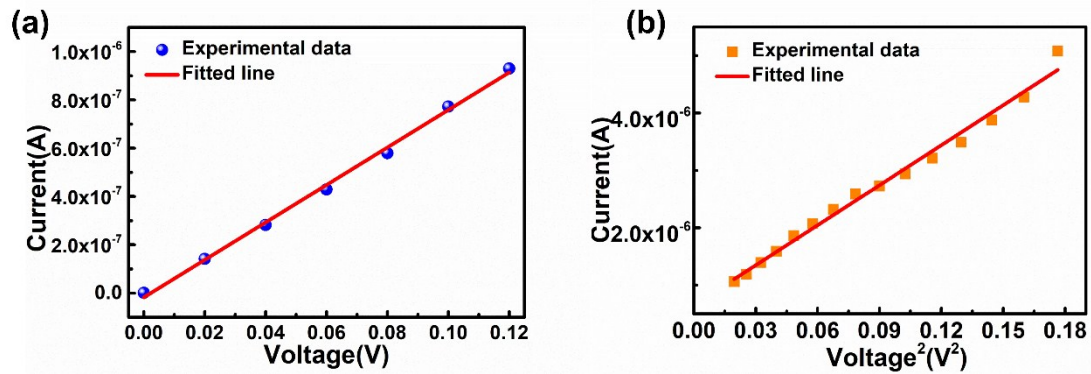 (a)
1.0x10⁻⁶
8.0x10⁻⁷
6.0x10⁻⁷
4.0x10⁻⁷
2.0x10⁻⁷
0.0
Current(A)
Experimental data
Fitted line
0.00 0.02 0.04 0.06 0.08 0.10 0.12
Voltage(V)
(b)
4.0x10⁻⁶
2.0x10⁻⁶
Current(A)
Experimental data
Fitted line
0.00 0.03 0.06 0.09 0.12 0.15 0.18
Voltage²(V²)